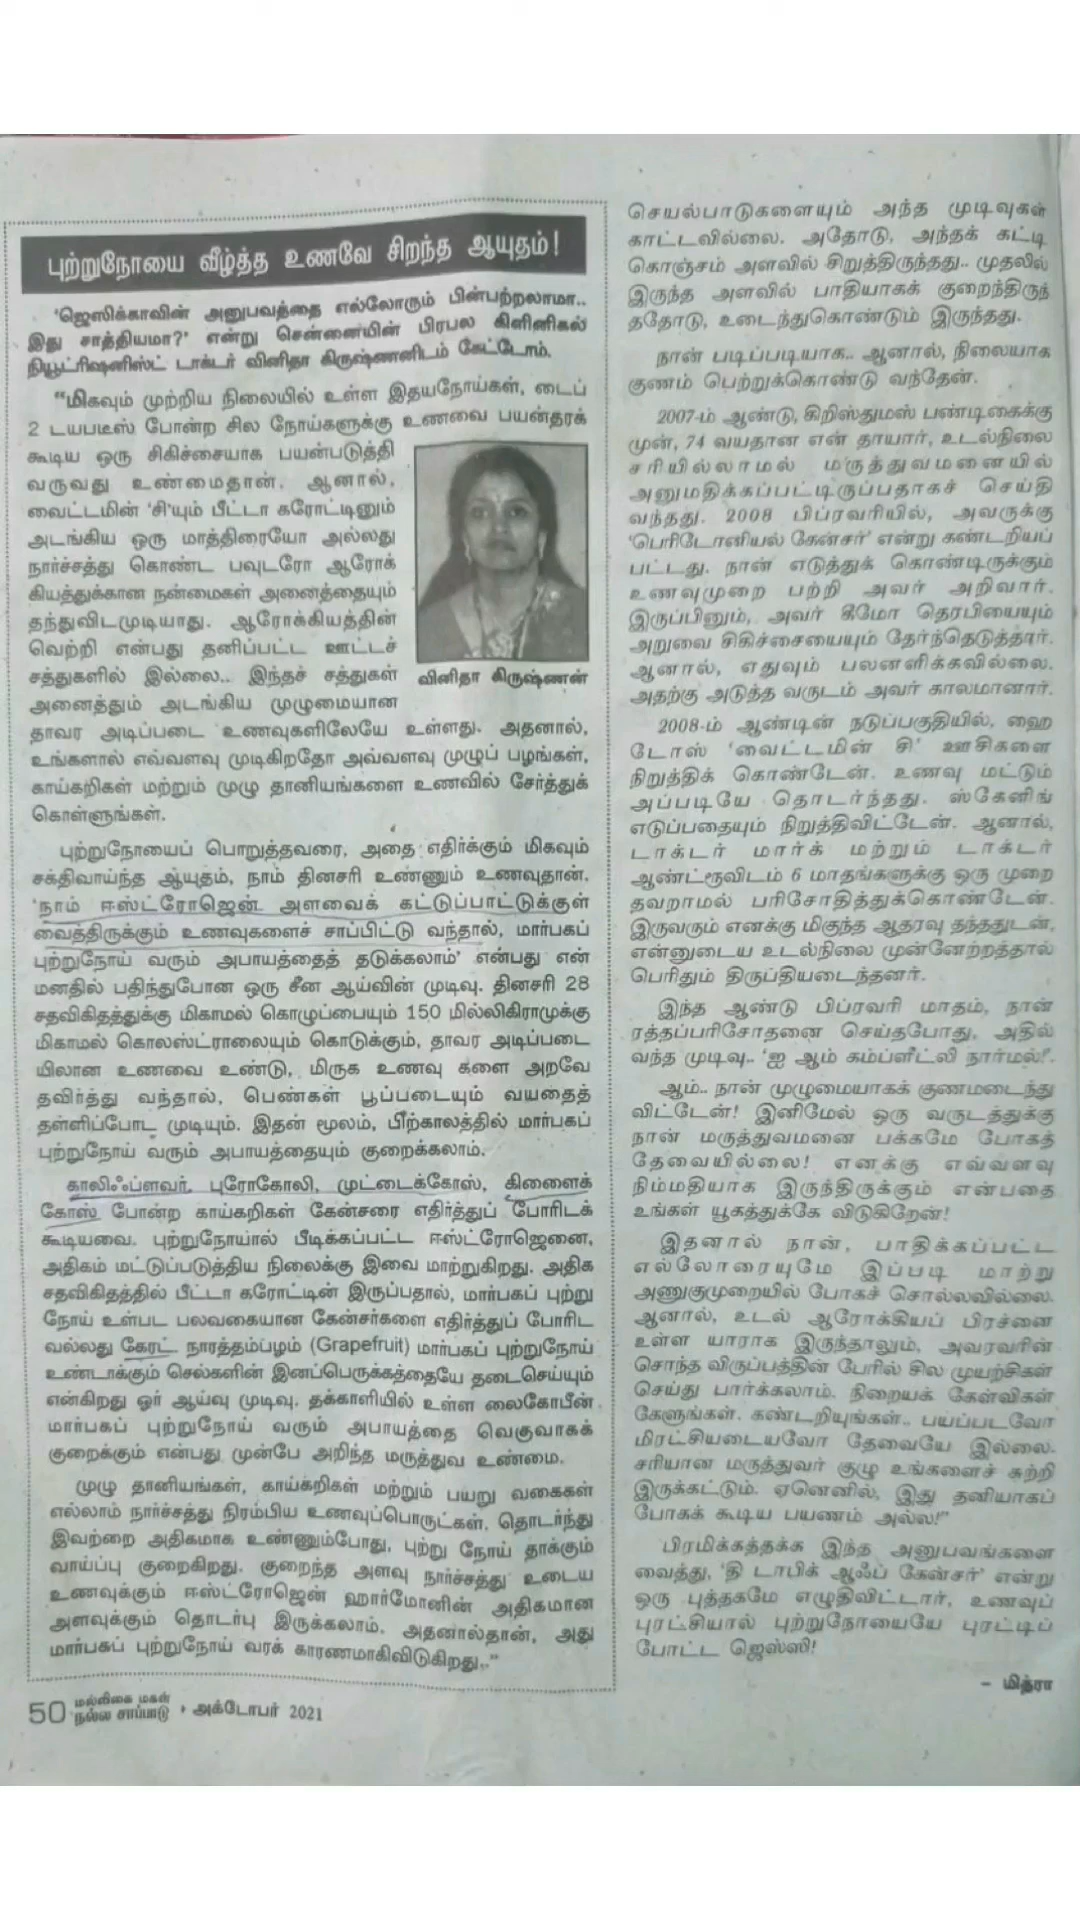 புற்றுநோயை வீழ்த்த உணவே சிறந்த ஆயுதம்!
'ஜெஸிக்காவின் அனுபவத்தை எல்லோரும் பின்பற்றலாமா..
இது சாத்தியமா?' என்று சென்னையின் பிரபல கிளினிகல்
நியூட்ரிஷனிஸ்ட் டாக்டர் வினிதா கிருஷ்ணனிடம் கேட்டோம்.
"மிகவும் முற்றிய நிலையில் உள்ள இதயநோய்கள், டைப்
2 டயபடீஸ் போன்ற சில நோய்களுக்கு உணவை பயன்தரக்
கூடிய ஒரு சிகிச்சையாக பயன்படுத்தி
வருவது உண்மைதான். ஆனால்,
வைட்டமின் 'சி'யும் பீட்டா கரோட்டினும்
அடங்கிய ஒரு மாத்திரையோ அல்லது
நார்ச்சத்து கொண்ட பவுடரோ ஆரோக்
கியத்துக்கான நன்மைகள் அனைத்தையும்
தந்துவிடமுடியாது. ஆரோக்கியத்தின்
வெற்றி என்பது தனிப்பட்ட ஊட்டச்
சத்துகளில் இல்லை.. இந்தச் சத்துகள்
அனைத்தும் அடங்கிய முழுமையான
வினிதா கிருஷ்ணன்
தாவர அடிப்படை உணவுகளிலேயே உள்ளது. அதனால்,
உங்களால் எவ்வளவு முடிகிறதோ அவ்வளவு முழுப் பழங்கள்,
காய்கறிகள் மற்றும் முழு தானியங்களை உணவில் சேர்த்துக்
கொள்ளுங்கள்.
புற்றுநோயைப் பொறுத்தவரை, அதை எதிர்க்கும் மிகவும்
சக்திவாய்ந்த ஆயுதம், நாம் தினசரி உண்ணும் உணவுதான்.
'நாம் ஈஸ்ட்ரோஜென் அளவைக் கட்டுப்பாட்டுக்குள்
வைத்திருக்கும் உணவுகளைச் சாப்பிட்டு வந்தால், மார்பகப்
புற்றுநோய் வரும் அபாயத்தைத் தடுக்கலாம்' என்பது என்
மனதில் பதிந்துபோன ஒரு சீன ஆய்வின் முடிவு. தினசரி 28
சதவிகிதத்துக்கு மிகாமல் கொழுப்பையும் 150 மில்லிகிராமுக்கு
மிகாமல் கொலஸ்ட்ராலையும் கொடுக்கும், தாவர அடிப்படை
யிலான உணவை உண்டு, மிருக உணவு களை அறவே
தவிர்த்து வந்தால், பெண்கள் பூப்படையும் வயதைத்
தள்ளிப்போட முடியும். இதன் மூலம், பிற்காலத்தில் மார்பகப்
புற்றுநோய் வரும் அபாயத்தையும் குறைக்கலாம்.
காலிஃப்ளவர், புரோகோலி, முட்டைக்கோஸ், கிளைக்
கோஸ் போன்ற காய்கறிகள் கேன்சரை எதிர்த்துப் போரிடக்
கூடியவை. புற்றுநோயால் பீடிக்கப்பட்ட ஈஸ்ட்ரோஜெனை,
அதிகம் மட்டுப்படுத்திய நிலைக்கு இவை மாற்றுகிறது. அதிக
சதவிகிதத்தில் பீட்டா கரோட்டின் இருப்பதால், மார்பகப் புற்று
நோய் உள்பட பலவகையான கேன்சர்களை எதிர்த்துப் போரிட
வல்லது கேரட். நாரத்தம்பழம் (Grapefruit) மார்பகப் புற்றுநோய்
உண்டாக்கும் செல்களின் இனப்பெருக்கத்தையே தடைசெய்யும்
என்கிறது ஓர் ஆய்வு முடிவு. தக்காளியில் உள்ள லைகோபீன்
மார்பகப் புற்றுநோய் வரும் அபாயத்தை வெகுவாகக்
குறைக்கும் என்பது முன்பே அறிந்த மருத்துவ உண்மை.
முழு தானியங்கள், காய்கறிகள் மற்றும் பயறு வகைகள்
எல்லாம் நார்ச்சத்து நிரம்பிய உணவுப்பொருட்கள். தொடர்ந்து
இவற்றை அதிகமாக உண்ணும்போது, புற்று நோய் தாக்கும்
வாய்ப்பு குறைகிறது. குறைந்த அளவு நார்ச்சத்து உடைய
உணவுக்கும் ஈஸ்ட்ரோஜென் ஹார்மோனின் அதிகமான
அளவுக்கும் தொடர்பு இருக்கலாம். அதனால்தான், அது
மார்பகப் புற்றுநோய் வரக் காரணமாகிவிடுகிறது.."
50 மல்லிகை மகள்
நல்ல சாப்பாடு • அக்டோபர் 2021
செயல்பாடுகளையும் அந்த முடிவுகள்
காட்டவில்லை. அதோடு, அந்தக் கட்டி
கொஞ்சம் அளவில் சிறுத்திருந்தது.. முதலில்
இருந்த அளவில் பாதியாகக் குறைந்திருந்
ததோடு, உடைந்துகொண்டும் இருந்தது.
நான் படிப்படியாக.. ஆனால், நிலையாக
குணம் பெற்றுக்கொண்டு வந்தேன்.
2007-ம் ஆண்டு, கிறிஸ்துமஸ் பண்டிகைக்கு
முன், 74 வயதான என் தாயார், உடல்நிலை
சரியில்லாமல் மருத்துவமனையில்
அனுமதிக்கப்பட்டிருப்பதாகச் செய்தி
வந்தது. 2008 பிப்ரவரியில், அவருக்கு
'பெரிடோனியல் கேன்சர்' என்று கண்டறியப்
பட்டது. நான் எடுத்துக் கொண்டிருக்கும்
உணவுமுறை பற்றி அவர் அறிவார்.
இருப்பினும், அவர் கீமோ தெரபியையும்
அறுவை சிகிச்சையையும் தேர்ந்தெடுத்தார்.
ஆனால், எதுவும் பலனளிக்கவில்லை.
அதற்கு அடுத்த வருடம் அவர் காலமானார்.
2008-ம் ஆண்டின் நடுப்பகுதியில், ஹை
டோஸ் 'வைட்டமின் சி' ஊசிகளை
நிறுத்திக் கொண்டேன். உணவு மட்டும்
அப்படியே தொடர்ந்தது. ஸ்கேனிங்
எடுப்பதையும் நிறுத்திவிட்டேன். ஆனால்,
டாக்டர் மார்க் மற்றும் டாக்டர்
ஆண்ட்ரூவிடம் 6 மாதங்களுக்கு ஒரு முறை
தவறாமல் பரிசோதித்துக்கொண்டேன்.
இருவரும் எனக்கு மிகுந்த ஆதரவு தந்ததுடன்,
என்னுடைய உடல்நிலை முன்னேற்றத்தால்
பெரிதும் திருப்தியடைந்தனர்.
இந்த ஆண்டு பிப்ரவரி மாதம், நான்
ரத்தப்பரிசோதனை செய்தபோது, அதில்
வந்த முடிவு.. 'ஐ ஆம் கம்ப்ளீட்லி நார்மல்!'.
ஆம்.. நான் முழுமையாகக் குணமடைந்து
விட்டேன்! இனிமேல் ஒரு வருடத்துக்கு
நான் மருத்துவமனை பக்கமே போகத்
தேவையில்லை! எனக்கு எவ்வளவு
நிம்மதியாக இருந்திருக்கும் என்பதை
உங்கள் யூகத்துக்கே விடுகிறேன்!
இதனால் நான், பாதிக்கப்பட்ட
எல்லோரையுமே இப்படி மாற்று
அணுகுமுறையில் போகச் சொல்லவில்லை.
ஆனால், உடல் ஆரோக்கியப் பிரச்னை
உள்ள யாராக இருந்தாலும், அவரவரின்
சொந்த விருப்பத்தின் பேரில் சில முயற்சிகள்
செய்து பார்க்கலாம். நிறையக் கேள்விகள்
கேளுங்கள். கண்டறியுங்கள்.. பயப்படவோ
மிரட்சியடையவோ தேவையே இல்லை.
சரியான மருத்துவர் குழு உங்களைச் சுற்றி
இருக்கட்டும். ஏனெனில், இது தனியாகப்
போகக் கூடிய பயணம் அல்ல!"
பிரமிக்கத்தக்க இந்த அனுபவங்களை
வைத்து, 'தி டாபிக் ஆஃப் கேன்சர்' என்று
ஒரு புத்தகமே எழுதிவிட்டார், உணவுப்
புரட்சியால் புற்றுநோயையே புரட்டிப்
போட்ட ஜெஸ்ஸி!
– மித்ரா